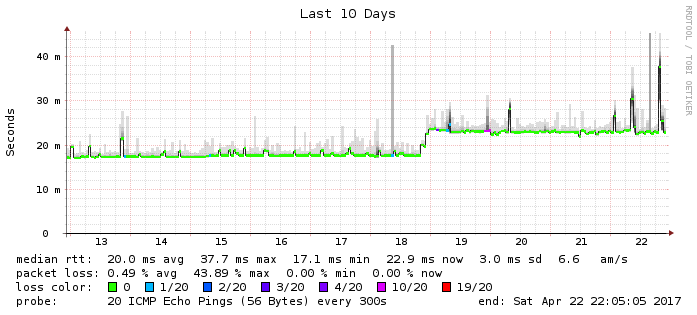 Last 10 Days
RRDTOOL / TOBI OETIKER
Seconds
40 m
30 m
20 m
10 m
0
13 14 15 16 17 18 19 20 21 22
median rtt: 20.0 ms avg 37.7 ms max 17.1 ms min 22.9 ms now 3.0 ms sd 6.6 am/s
packet loss: 0.49 % avg 43.89 % max 0.00 % min 0.00 % now
loss color: 0 1/20 2/20 3/20 4/20 10/20 19/20
probe: 20 ICMP Echo Pings (56 Bytes) every 300s end: Sat Apr 22 22:05:05 2017